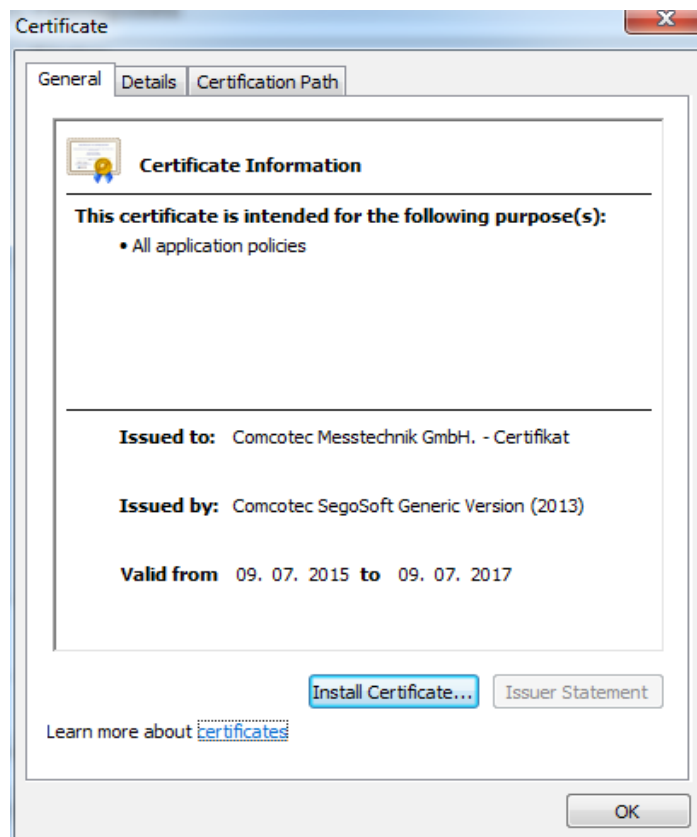 Certificate
General Details Certification Path
Certificate Information
This certificate is intended for the following purpose(s):
• All application policies
Issued to: Comcotec Messtechnik GmbH. - Certifikat
Issued by: Comcotec SegoSoft Generic Version (2013)
Valid from 09. 07. 2015 to 09. 07. 2017
Install Certificate... Issuer Statement
Learn more about certificates
OK